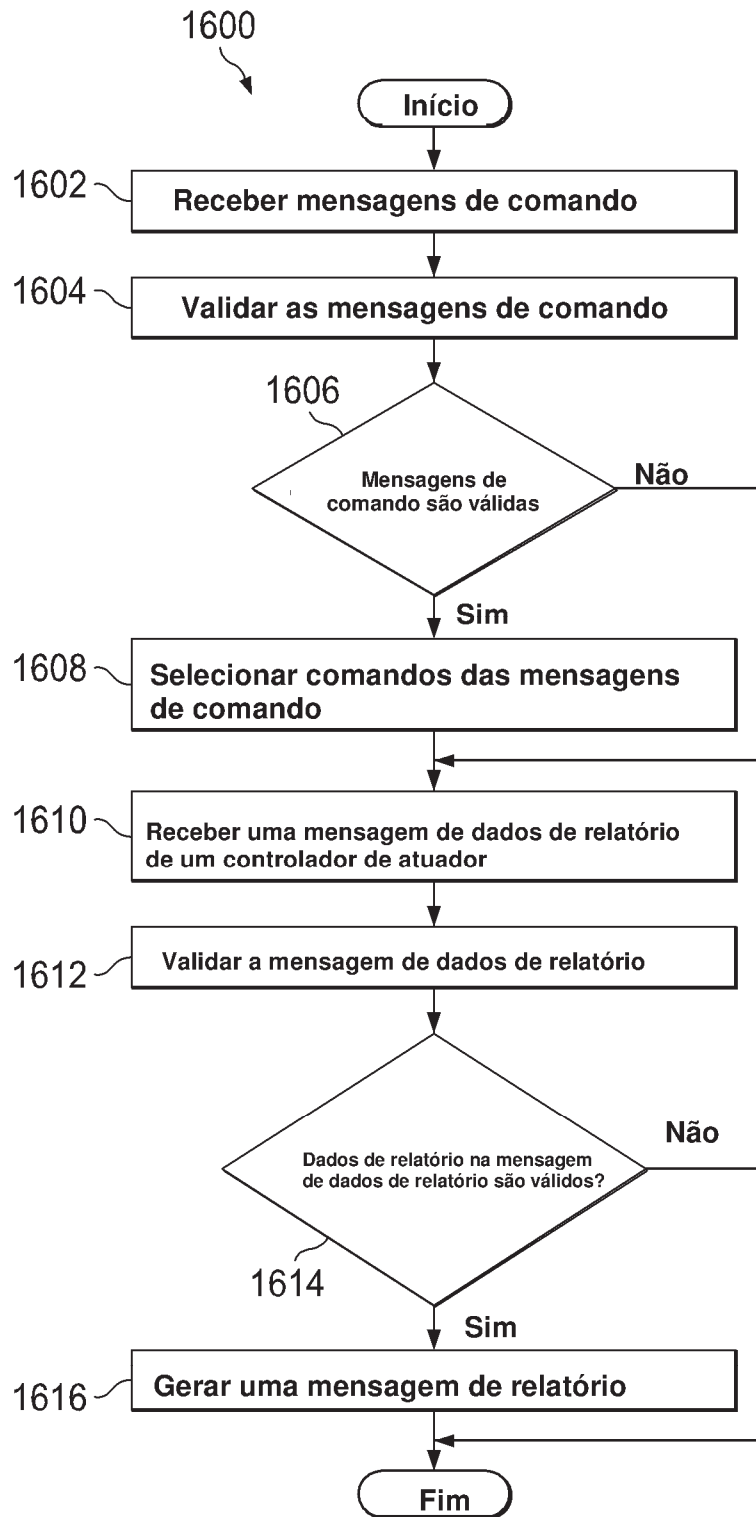 1600
Início
1602
Receber mensagens de comando
1604
Validar as mensagens de comando
1606
Mensagens de
comando são válidas
Não
Sim
1608
Selecionar comandos das mensagens
de comando
1610
Receber uma mensagem de dados de relatório
de um controlador de atuador
1612
Validar a mensagem de dados de relatório
Não
Dados de relatório na mensagem
de dados de relatório são válidos?
1614
Sim
1616
Gerar uma mensagem de relatório
Fim